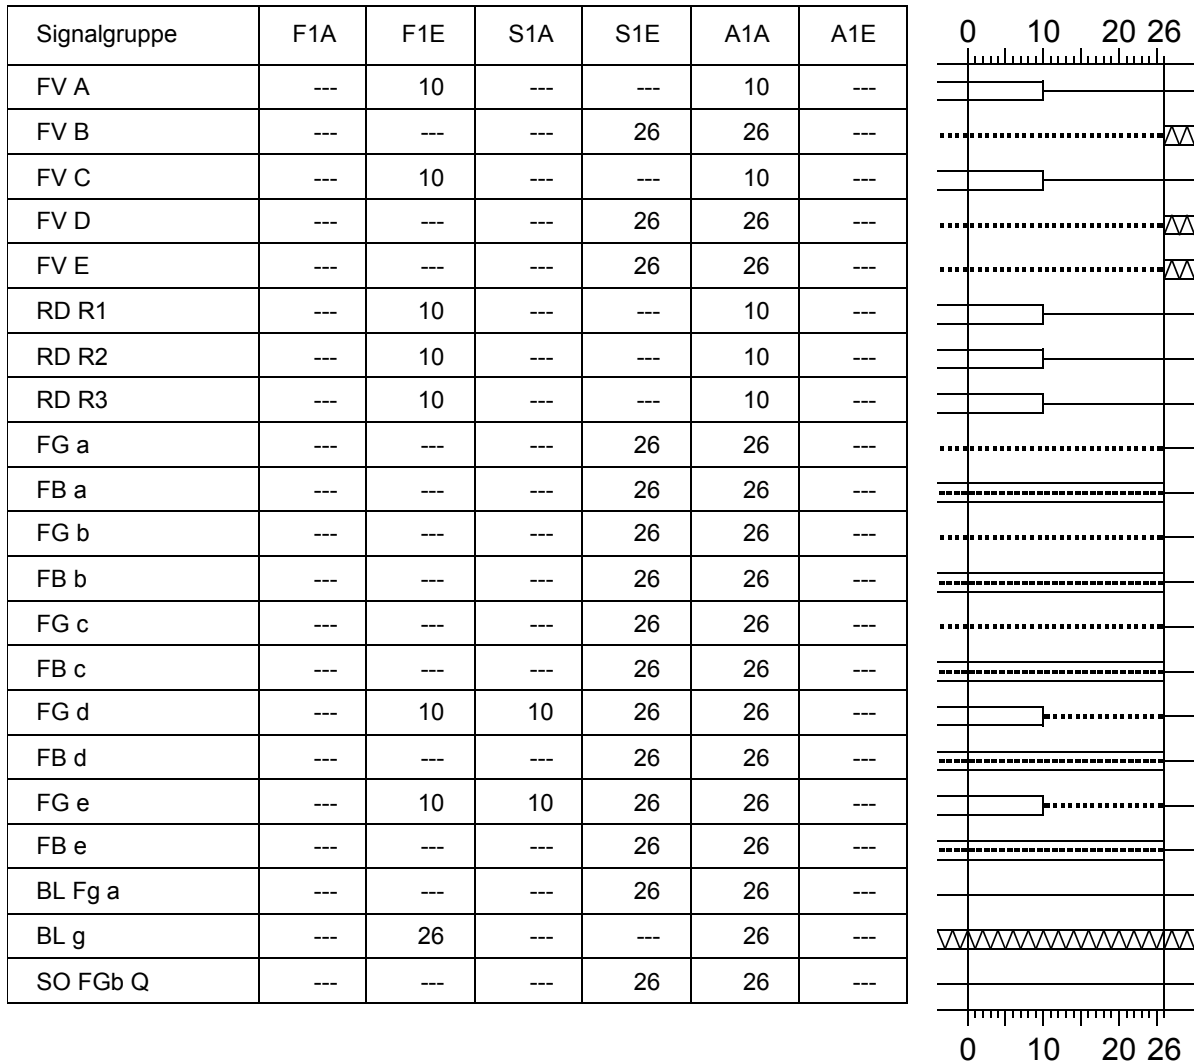 Signalgruppe F1A F1E S1A S1E A1A A1E 0 10 20 26
FV A --- 10 --- --- 10 ---
FV B --- --- --- 26 26 ---
FV C --- 10 --- --- 10 ---
FV D --- --- --- 26 26 ---
FV E --- --- --- 26 26 ---
RD R1 --- 10 --- --- 10 ---
RD R2 --- 10 --- --- 10 ---
RD R3 --- 10 --- --- 10 ---
FG a --- --- --- 26 26 ---
FB a --- --- --- 26 26 ---
FG b --- --- --- 26 26 ---
FB b --- --- --- 26 26 ---
FG c --- --- --- 26 26 ---
FB c --- --- --- 26 26 ---
FG d --- 10 10 26 26 ---
FB d --- --- --- 26 26 ---
FG e --- 10 10 26 26 ---
FB e --- --- --- 26 26 ---
BL Fg a --- --- --- 26 26 ---
BL g --- 26 --- --- 26 ---
SO FGb Q --- --- --- 26 26 ---
0 10 20 26